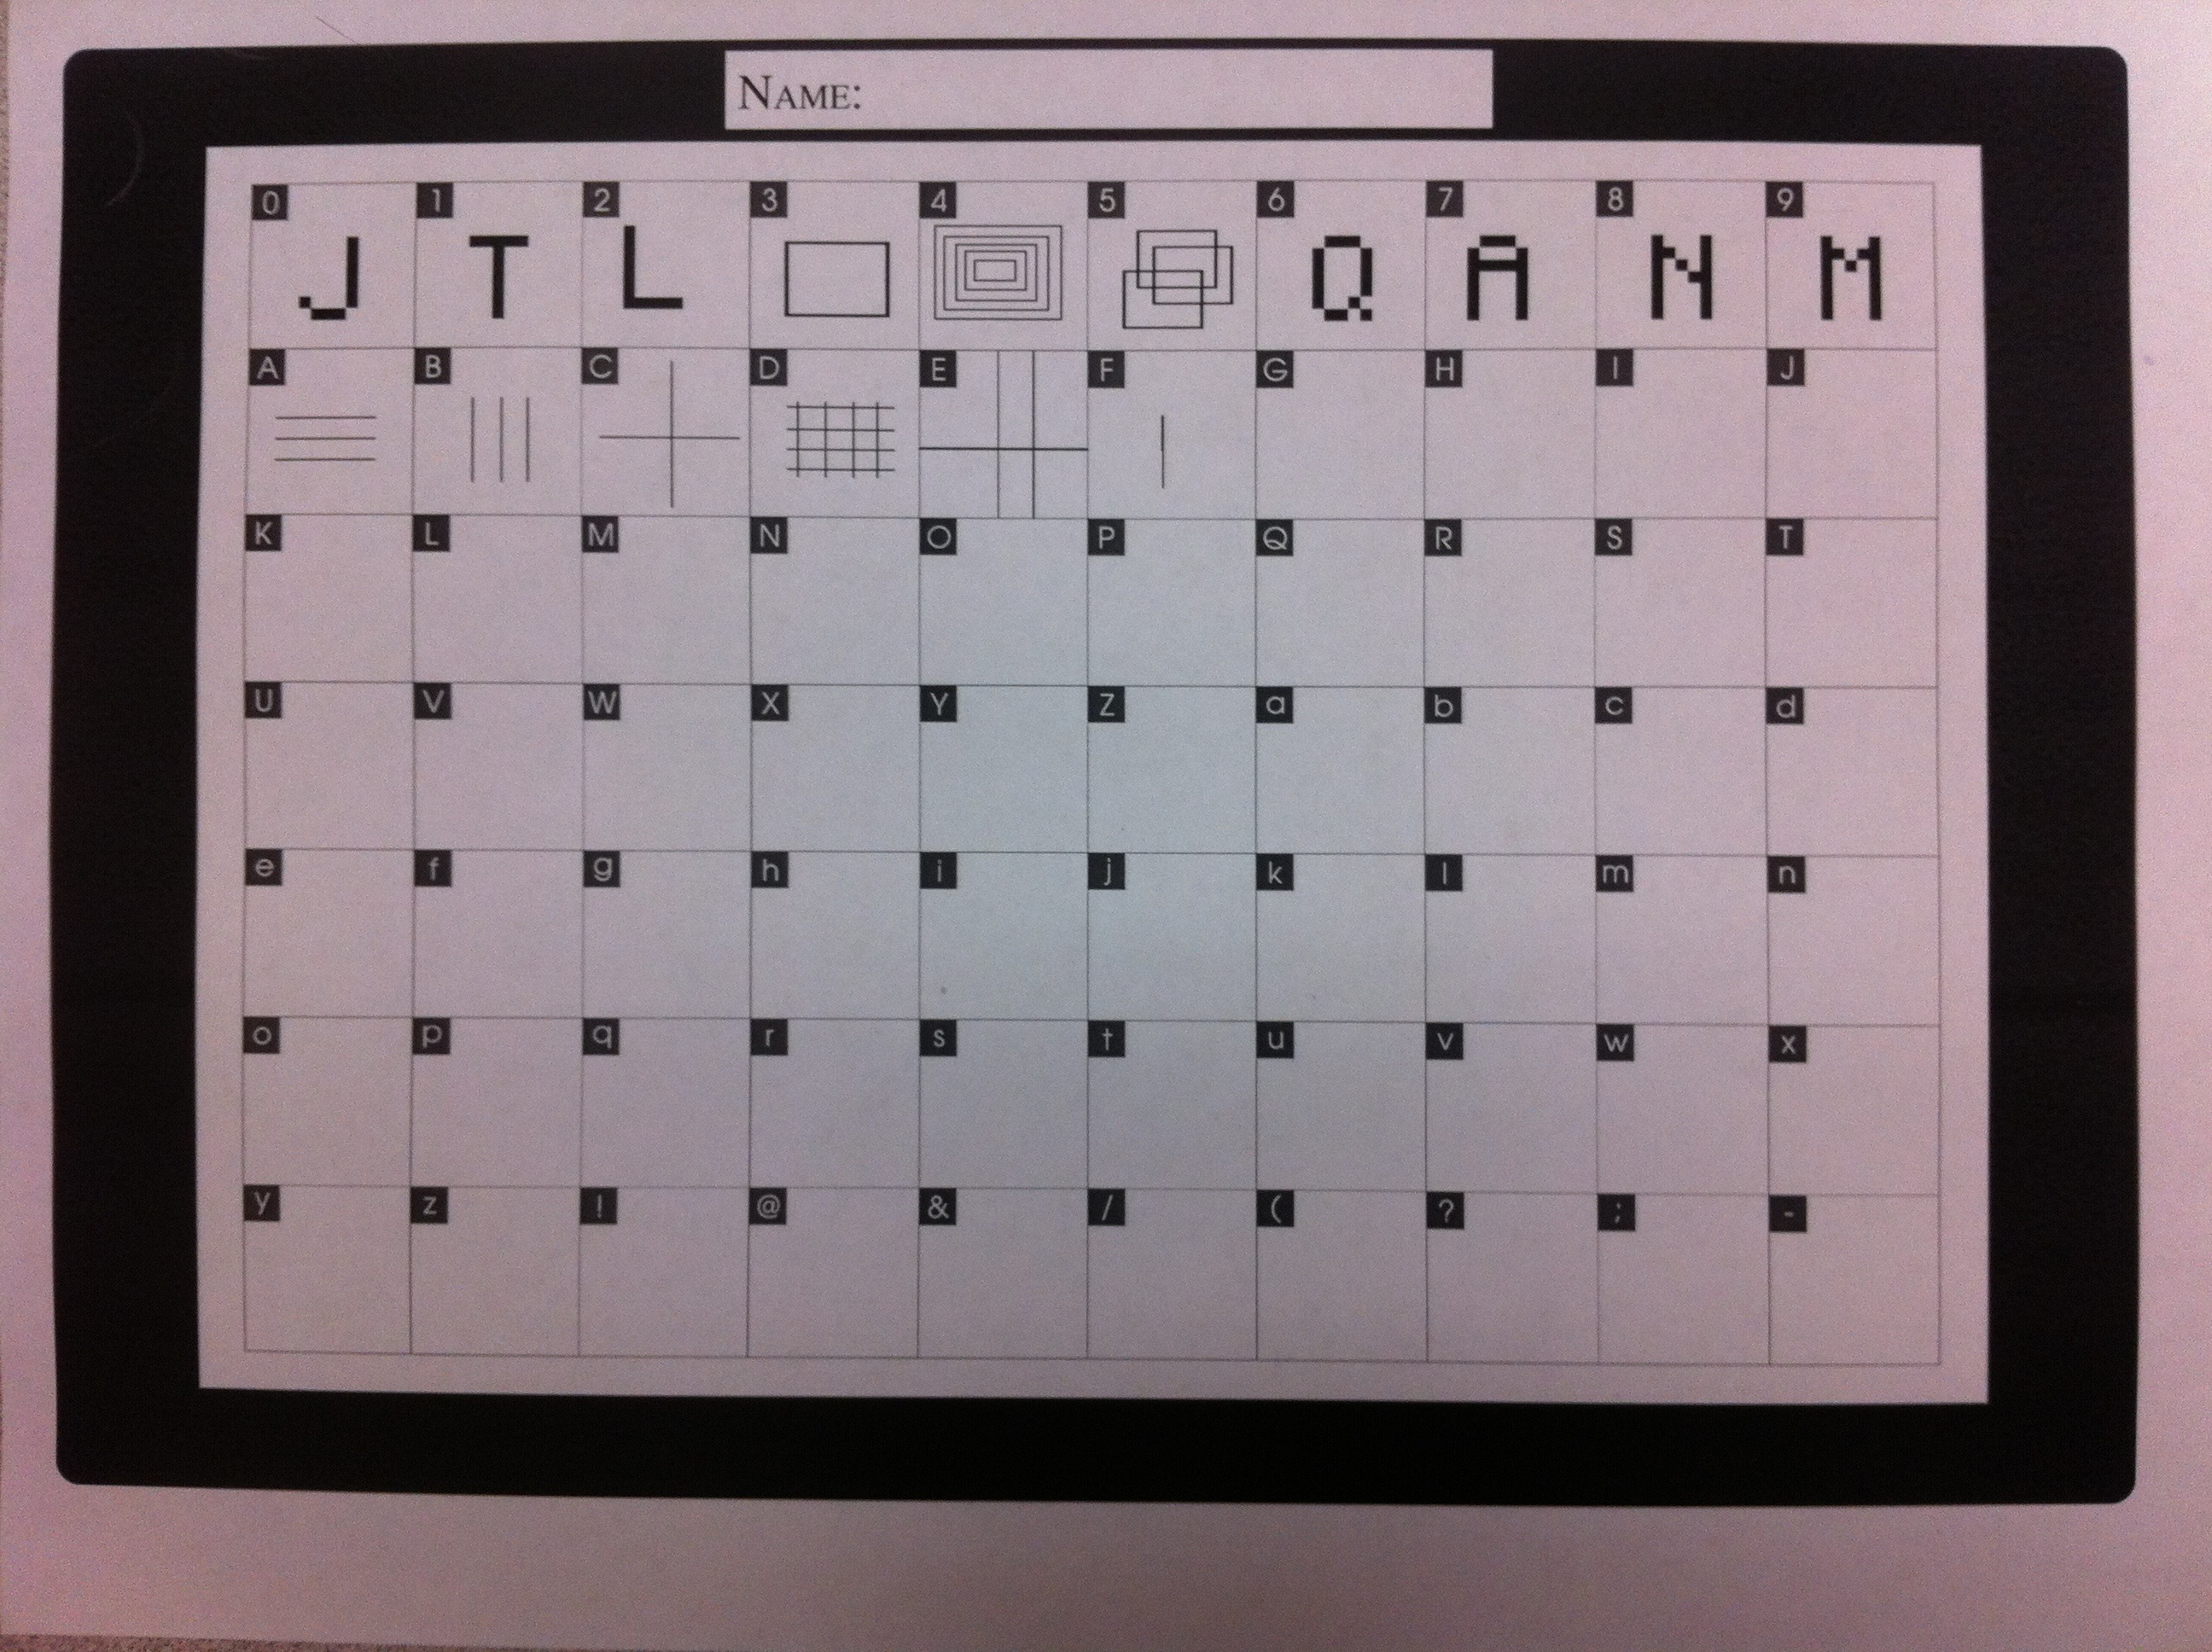 NAME:
0 1 2 3 4 5 6 7 8 9
J T L Q A N M
A B C D E F G H I J
K L M N O P Q R S T
U V W X Y Z a b c d
e f g h i j k l m n
o p q r s t u v w x
y z ! @ & / ( ? ; -